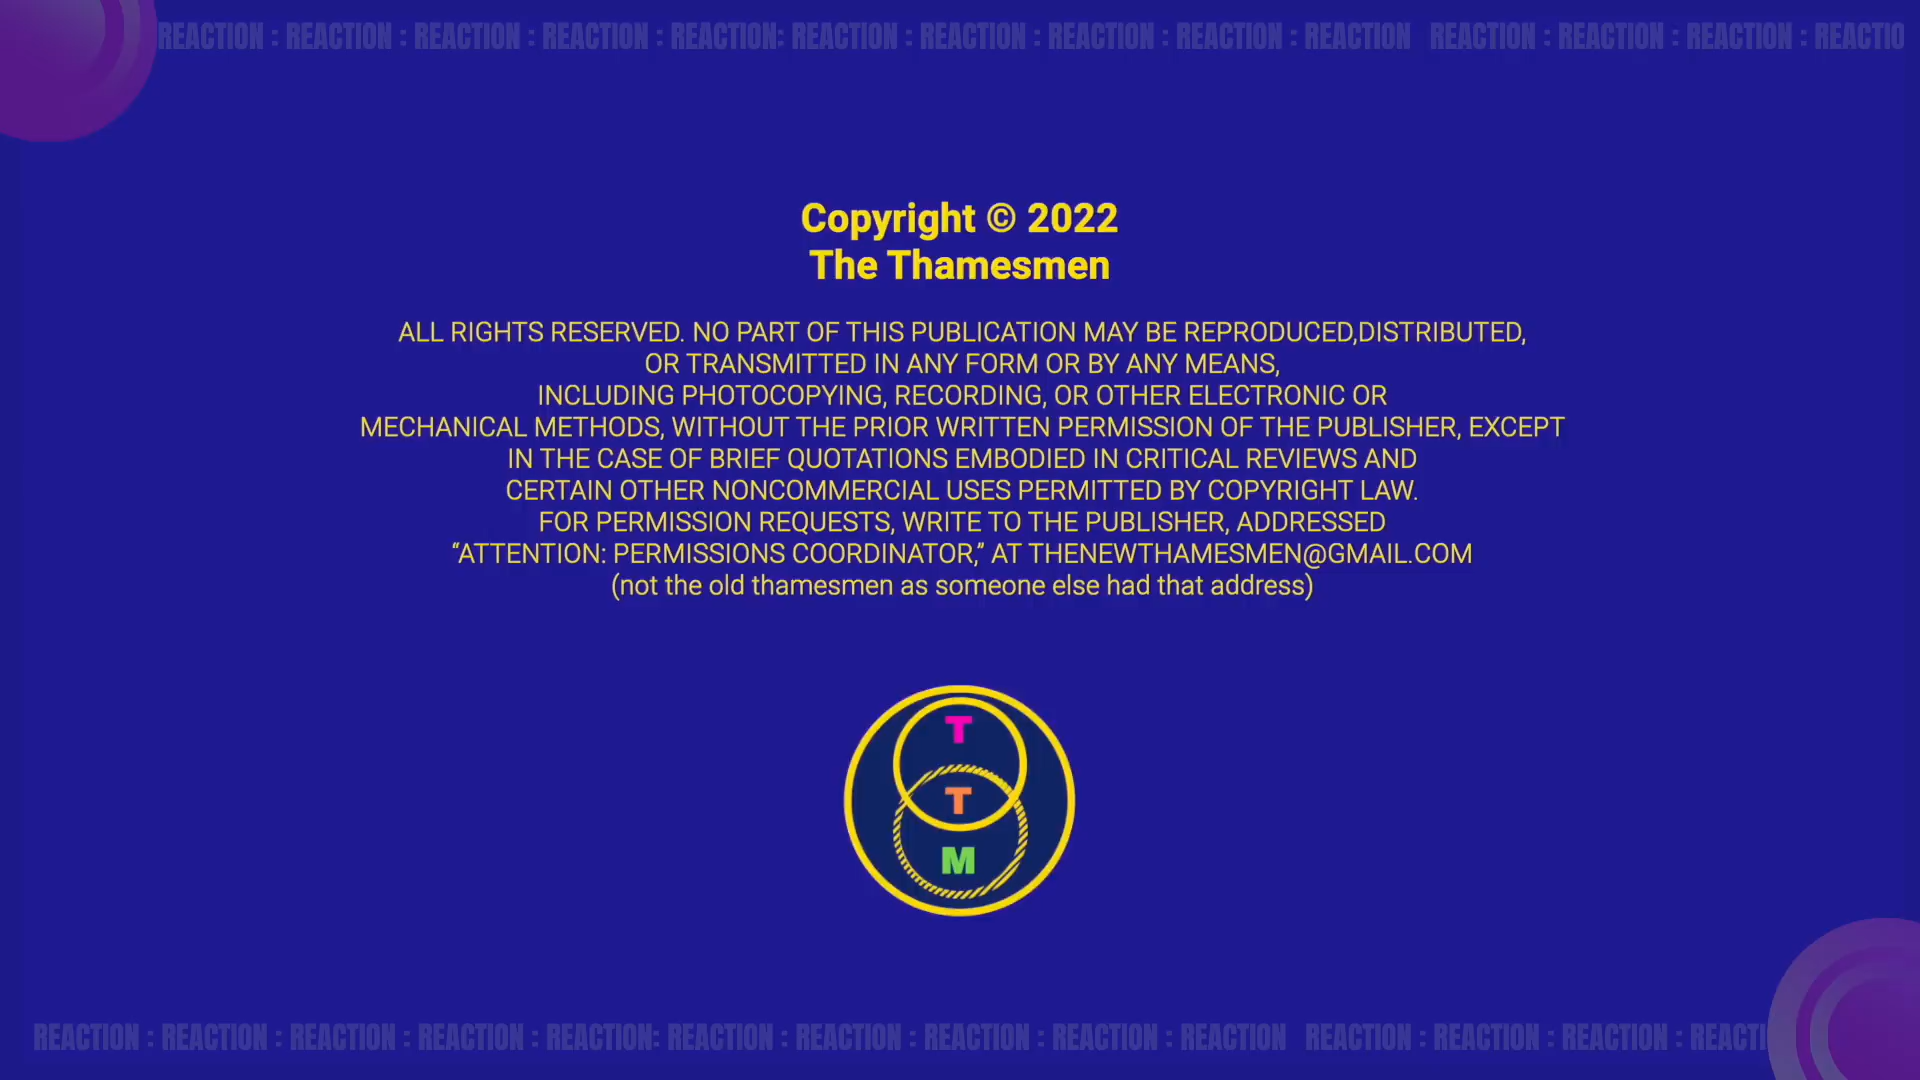 REACTION : REACTION : REACTION : REACTION : REACTION: REACTION : REACTION : REACTION : REACTION : REACTION REACTION : REACTION : REACTION : REACTIO
Copyright © 2022
The Thamesmen
ALL RIGHTS RESERVED. NO PART OF THIS PUBLICATION MAY BE REPRODUCED,DISTRIBUTED,
OR TRANSMITTED IN ANY FORM OR BY ANY MEANS,
INCLUDING PHOTOCOPYING, RECORDING, OR OTHER ELECTRONIC OR
MECHANICAL METHODS, WITHOUT THE PRIOR WRITTEN PERMISSION OF THE PUBLISHER, EXCEPT
IN THE CASE OF BRIEF QUOTATIONS EMBODIED IN CRITICAL REVIEWS AND
CERTAIN OTHER NONCOMMERCIAL USES PERMITTED BY COPYRIGHT LAW.
FOR PERMISSION REQUESTS, WRITE TO THE PUBLISHER, ADDRESSED
“ATTENTION: PERMISSIONS COORDINATOR,” AT THENEWTHAMESMEN@GMAIL.COM
(not the old thamesmen as someone else had that address)
T
T
M
REACTION : REACTION : REACTION : REACTION : REACTION: REACTION : REACTION : REACTION : REACTION : REACTION REACTION : REACTION : REACTION : REACTI